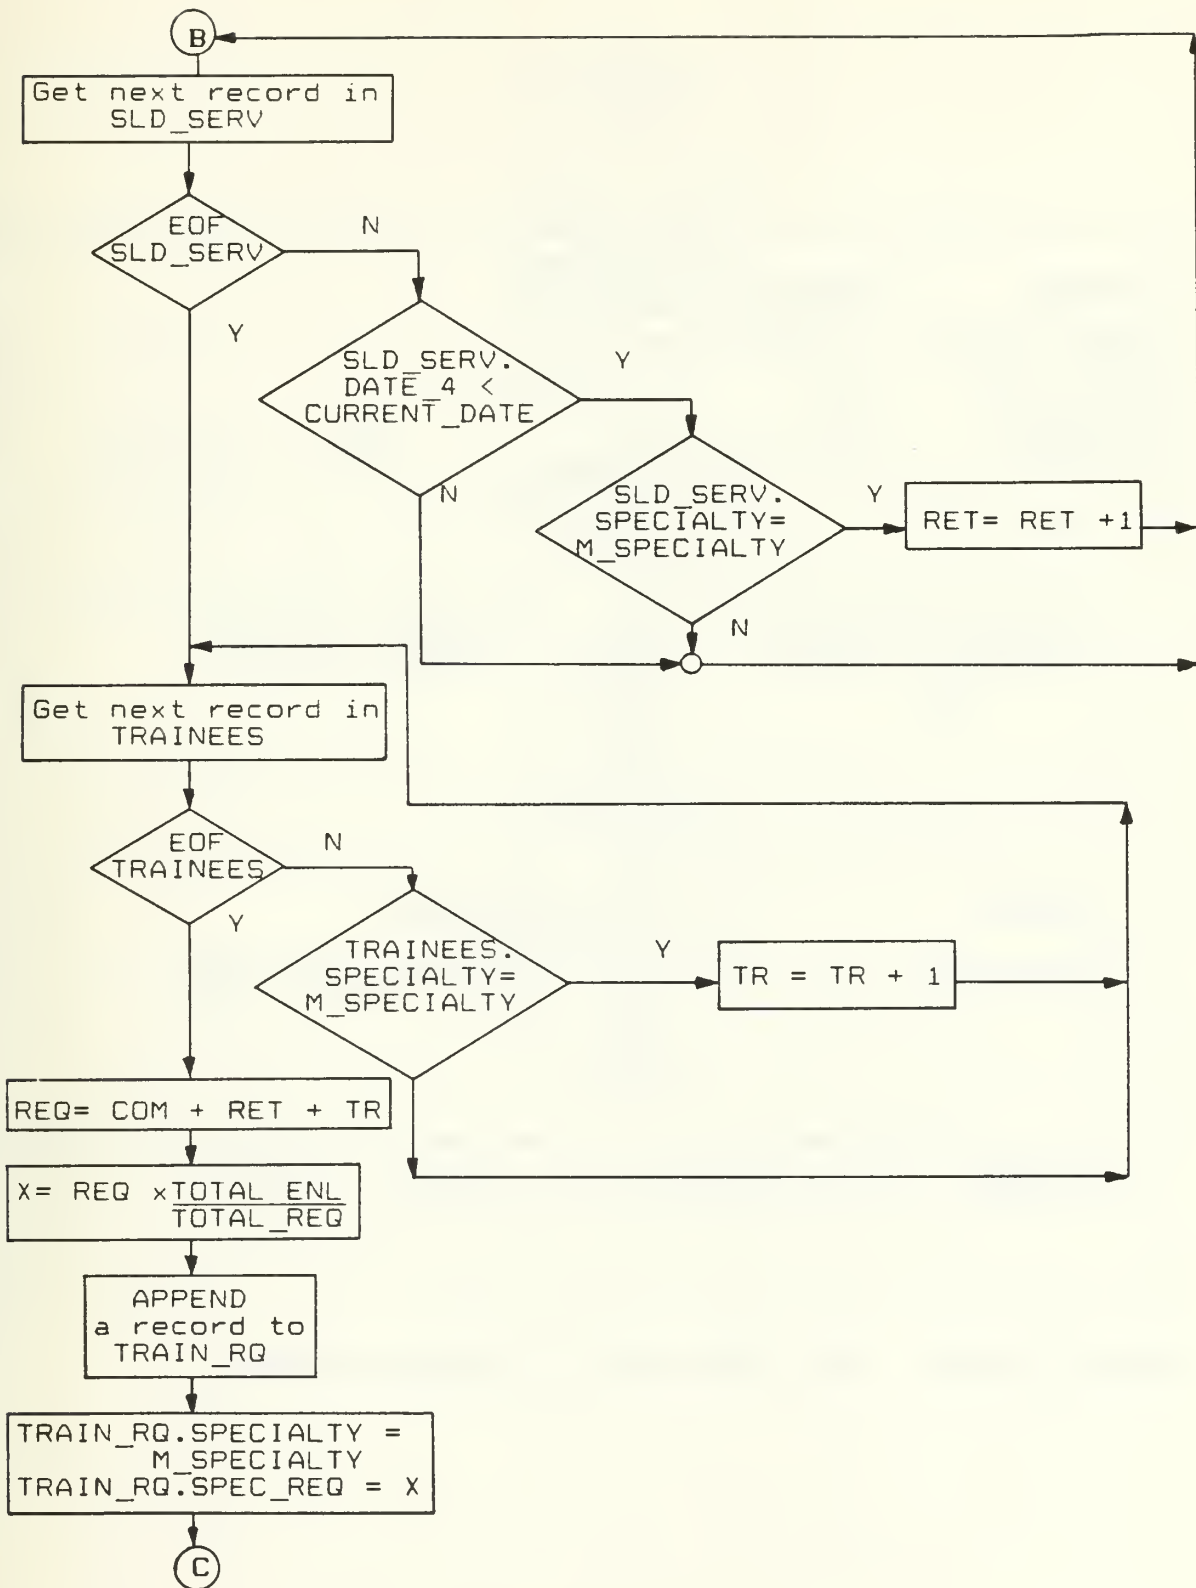 B
Get next record in
SLD_SERV
EOF
SLD_SERV
N
Y
SLD_SERV.
DATE_4 <
CURRENT_DATE
Y
N
SLD_SERV.
SPECIALTY=
M_SPECIALTY
Y
RET= RET +1
N
Get next record in
TRAINEES
EOF
TRAINEES
N
Y
TRAINEES.
SPECIALTY=
M_SPECIALTY
Y
TR = TR + 1
REQ= COM + RET + TR
X= REQ xTOTAL_ENL
TOTAL_REQ
APPEND
a record to
TRAIN_RQ
TRAIN_RQ.SPECIALTY =
M_SPECIALTY
TRAIN_RQ.SPEC_REQ = X
C